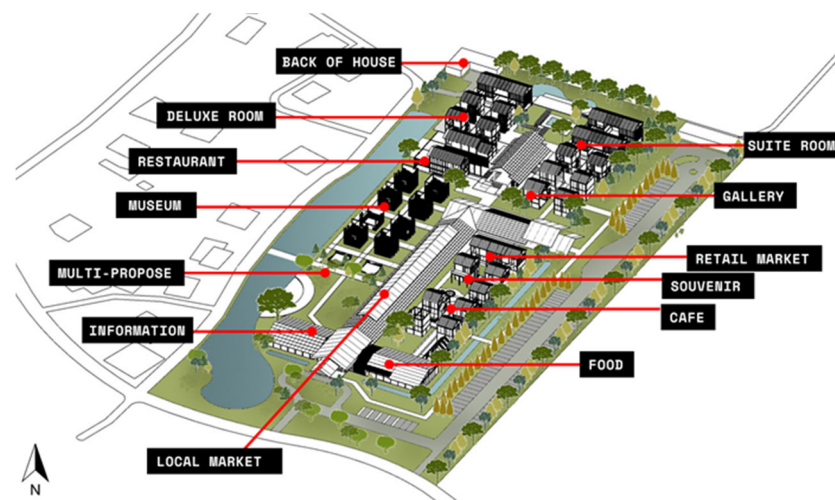 BACK OF HOUSE
DELUXE ROOM
SUITE ROOM
RESTAURANT
MUSEUM
GALLERY
RETAIL MARKET
MULTI-PROPOSE
SOUVENIR
CAFE
INFORMATION
FOOD
LOCAL MARKET
N